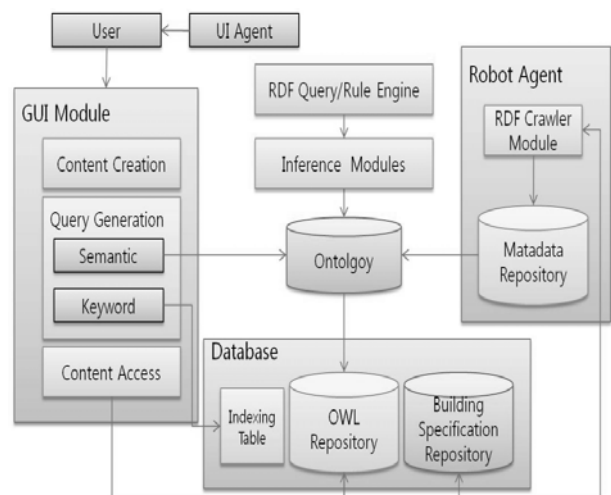 User
UI Agent
GUI Module
Content Creation
Query Generation
Semantic
Keyword
Content Access
RDF Query/Rule Engine
Inference Modules
Ontolgoy
Robot Agent
RDF Crawler
Module
Matadata
Repository
Database
Indexing
Table
OWL
Repository
Building
Specification
Repository